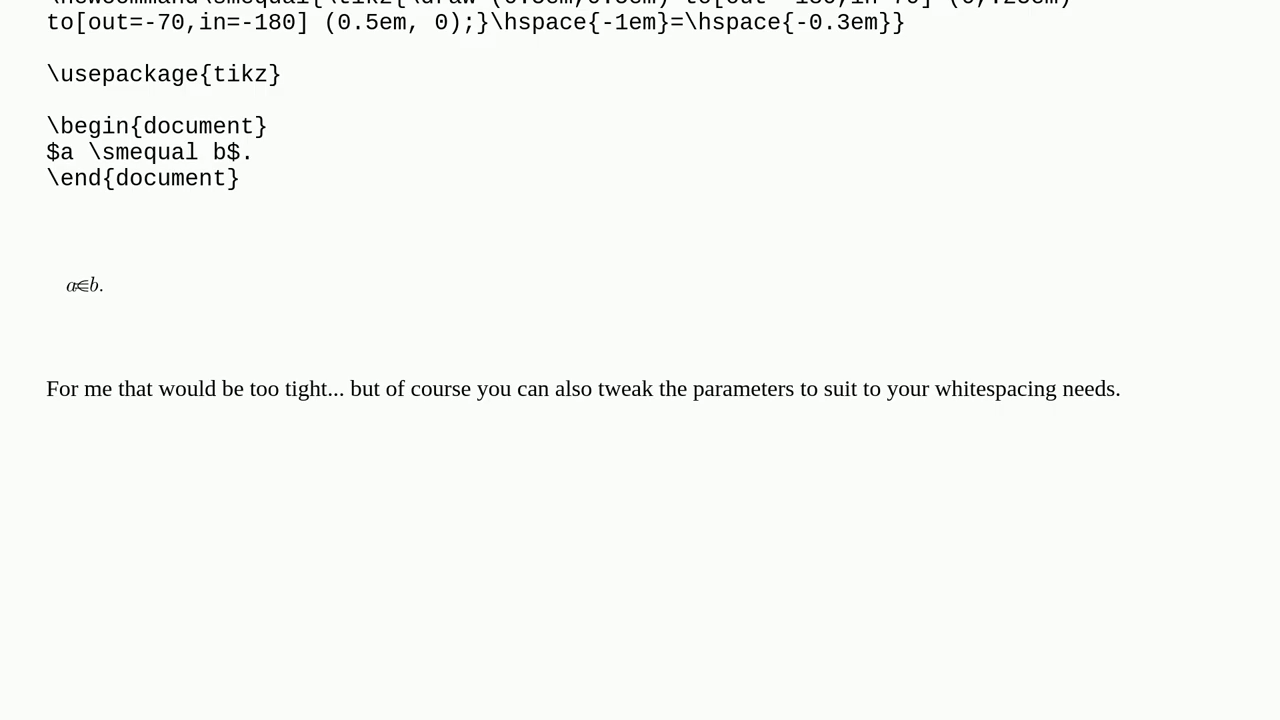 to[out=-70,in=-180] (0.5em, 0);}\hspace{-1em}=\hspace{-0.3em}}
\usepackage{tikz}
\begin{document}
$a \smequal b$.
\end{document}
a⋹b.
For me that would be too tight... but of course you can also tweak the parameters to suit to your whitespacing needs.